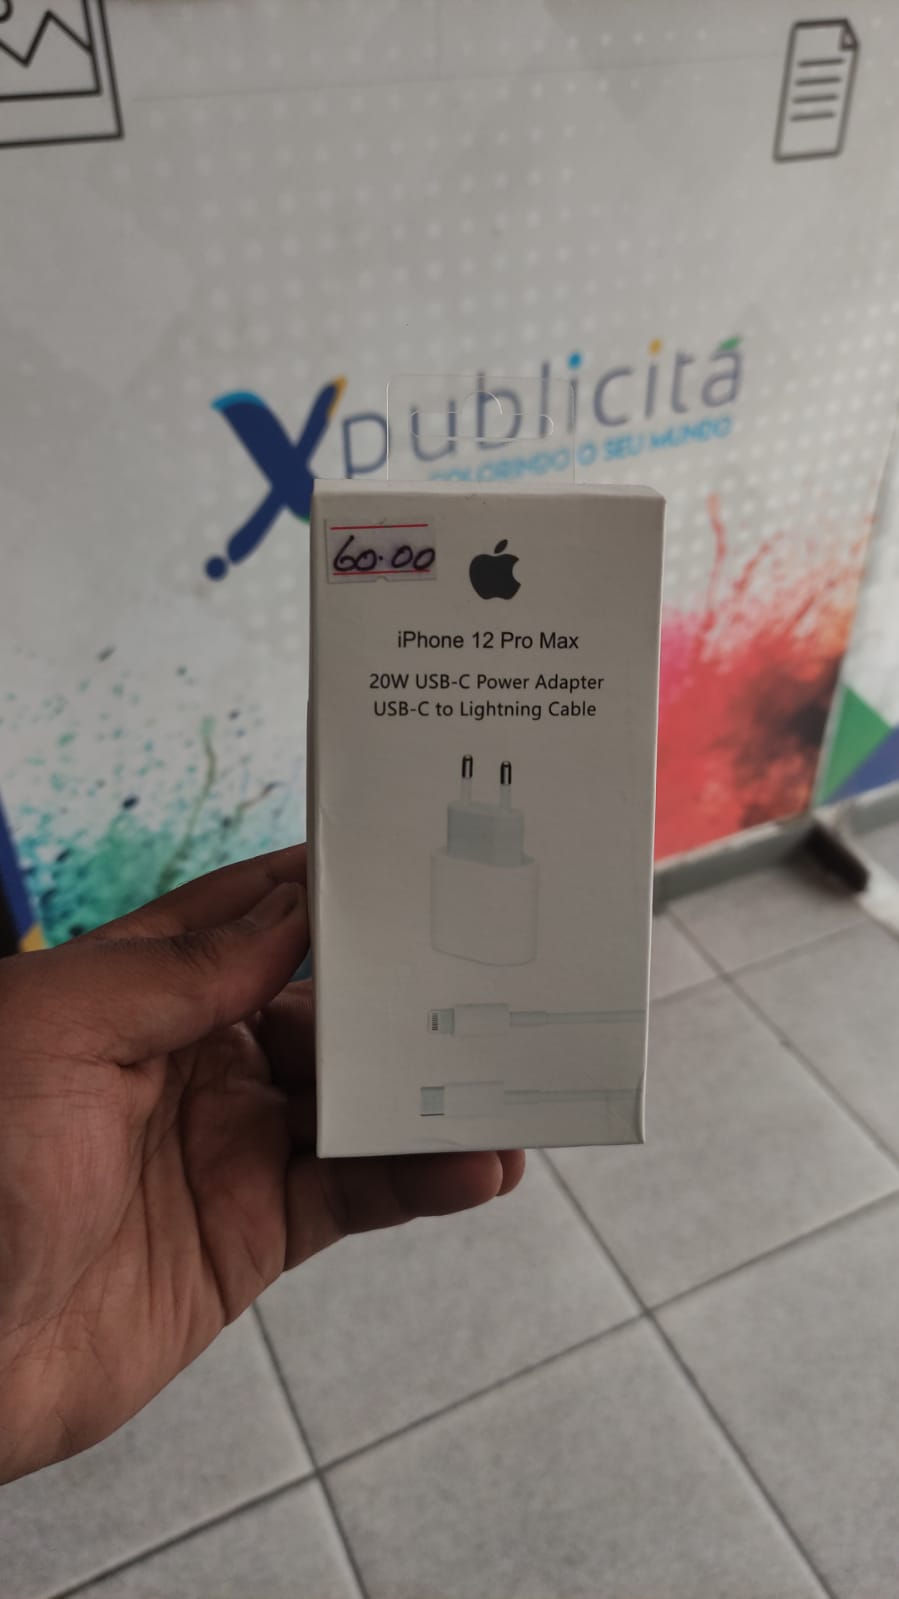 Xpublicitá
COLORINDO O SEU MUNDO
60.00
iPhone 12 Pro Max
20W USB-C Power Adapter
USB-C to Lightning Cable